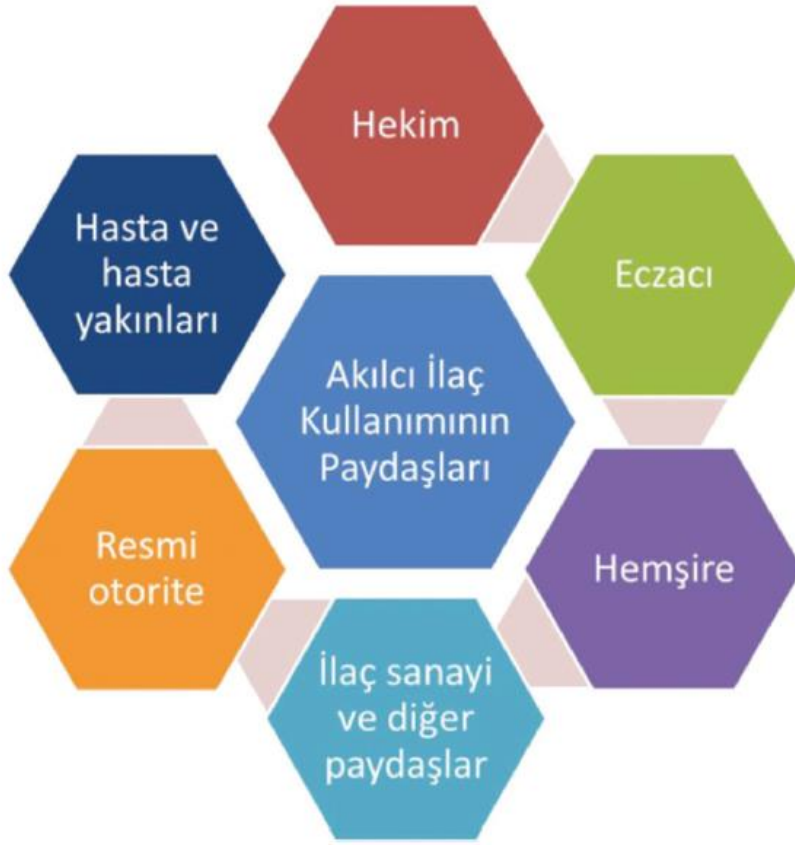 Hekim
Hasta ve
hasta
yakınları
Eczacı
Akılcı İlaç
Kullanımının
Paydaşları
Resmi
otorite
Hemşire
İlaç sanayi
ve diğer
paydaşlar